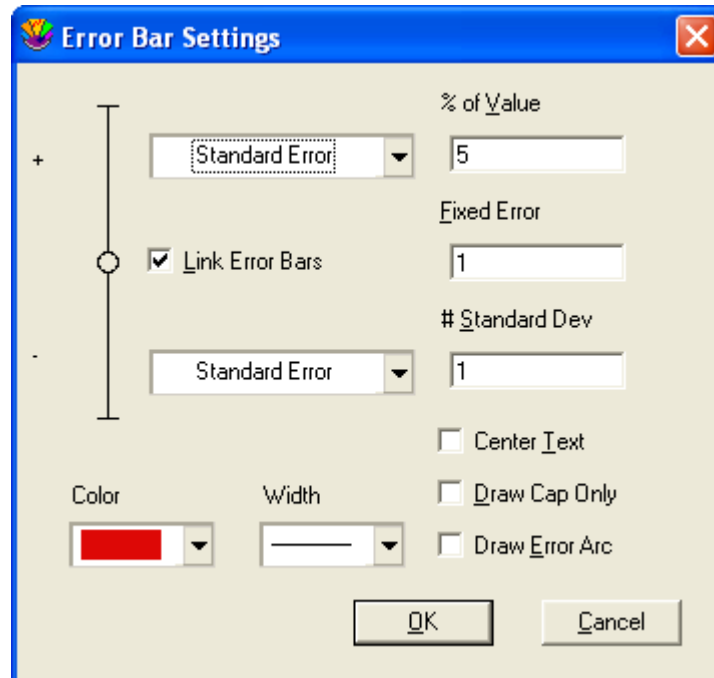 Error Bar Settings
% of Value
+
Standard Error
5
Fixed Error
Link Error Bars
1
# Standard Dev
-
Standard Error
1
Center Text
Color
Width
Draw Cap Only
Draw Error Arc
OK
Cancel